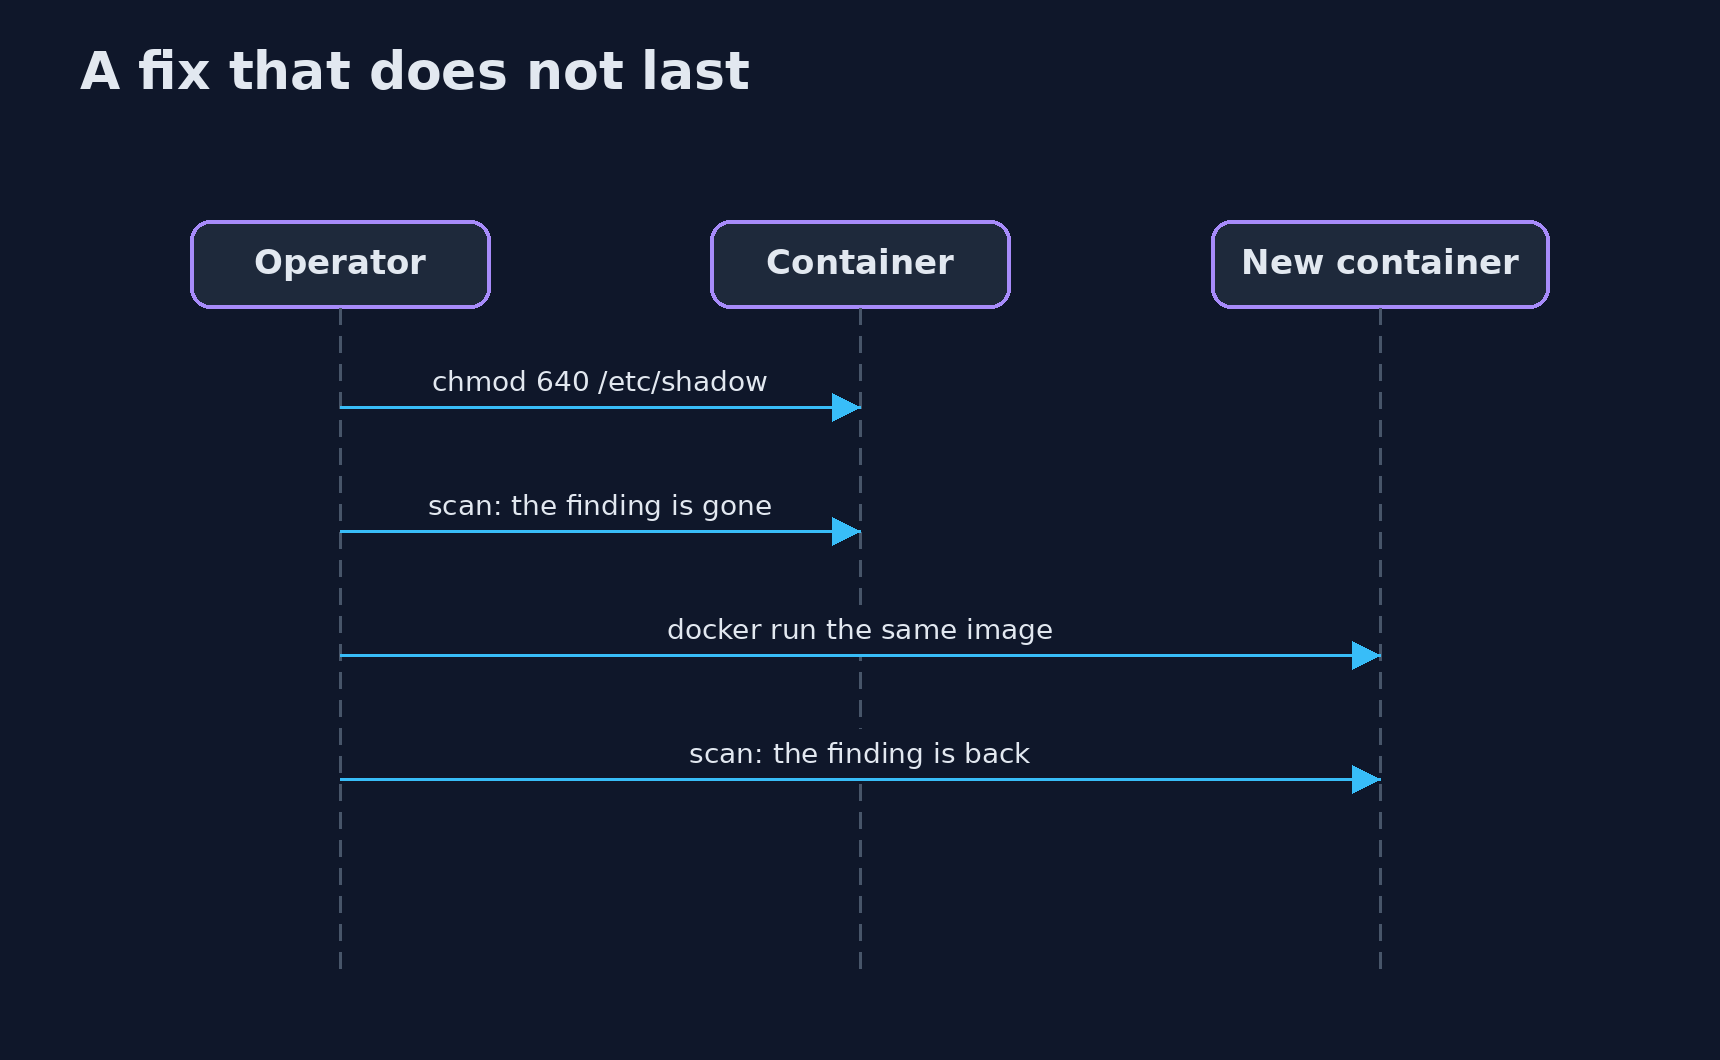 A fix that does not last
Operator
Container
New container
chmod 640 /etc/shadow
scan: the finding is gone
docker run the same image
scan: the finding is back